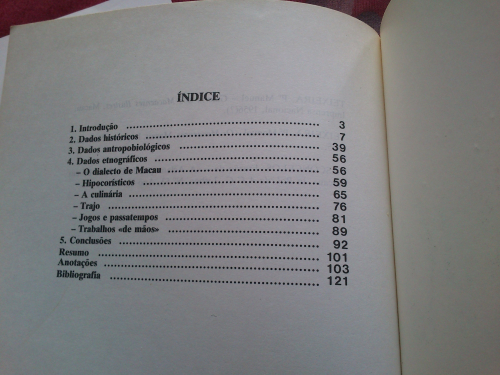 ÍNDICE
1. Introdução ........................................ 3
2. Dados históricos ........................................ 7
3. Dados antropobiológicos ........................................ 39
4. Dados etnográficos ........................................ 56
– O dialecto de Macau ........................................ 56
– Hipocorísticos ........................................ 59
– A culinária ........................................ 65
– Trajo ........................................ 76
– Jogos e passatempos ........................................ 81
– Trabalhos «de mãos» ........................................ 89
5. Conclusões ........................................ 92
Resumo ........................................ 101
Anotações ........................................ 103
Bibliografia ........................................ 121